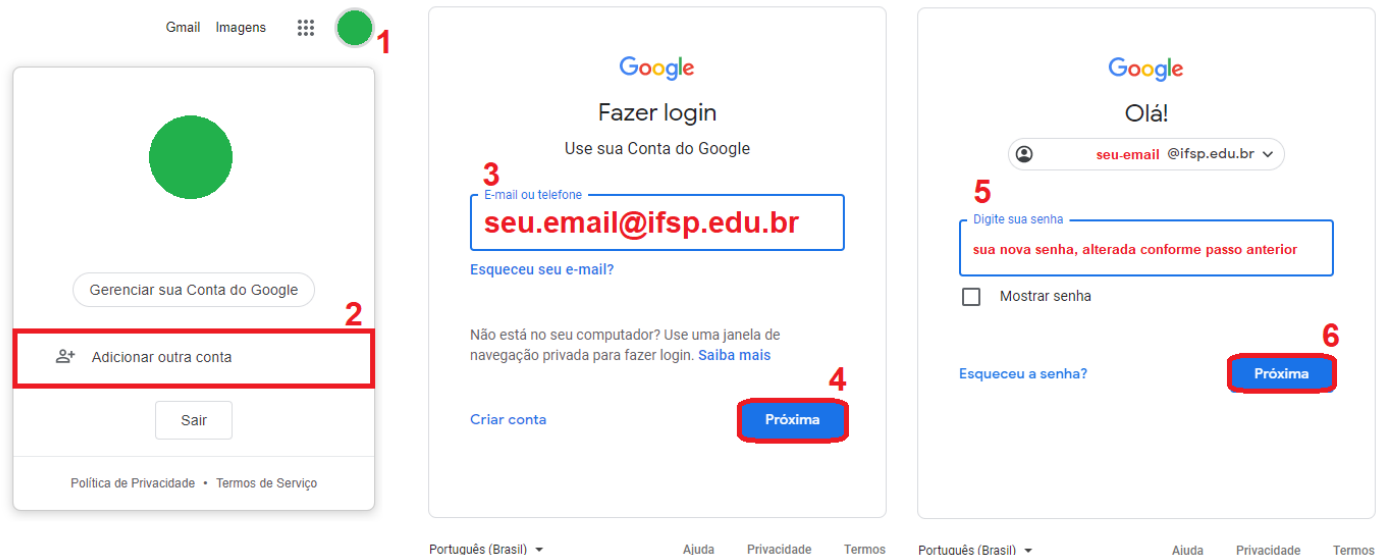 Gmail Imagens
1
Gerenciar sua Conta do Google
2
Adicionar outra conta
Sair
Política de Privacidade • Termos de Serviço
Google
Fazer login
Use sua Conta do Google
3
E-mail ou telefone
seu.email@ifsp.edu.br
Esqueceu seu e-mail?
Não está no seu computador? Use uma janela de
navegação privada para fazer login. Saiba mais
4
Criar conta Próxima
Português (Brasil) Ajuda Privacidade Termos
Google
Olá!
seu-email @ifsp.edu.br
5
Digite sua senha
sua nova senha, alterada conforme passo anterior
Mostrar senha
6
Esqueceu a senha? Próxima
Português (Brasil) Ajuda Privacidade Termos